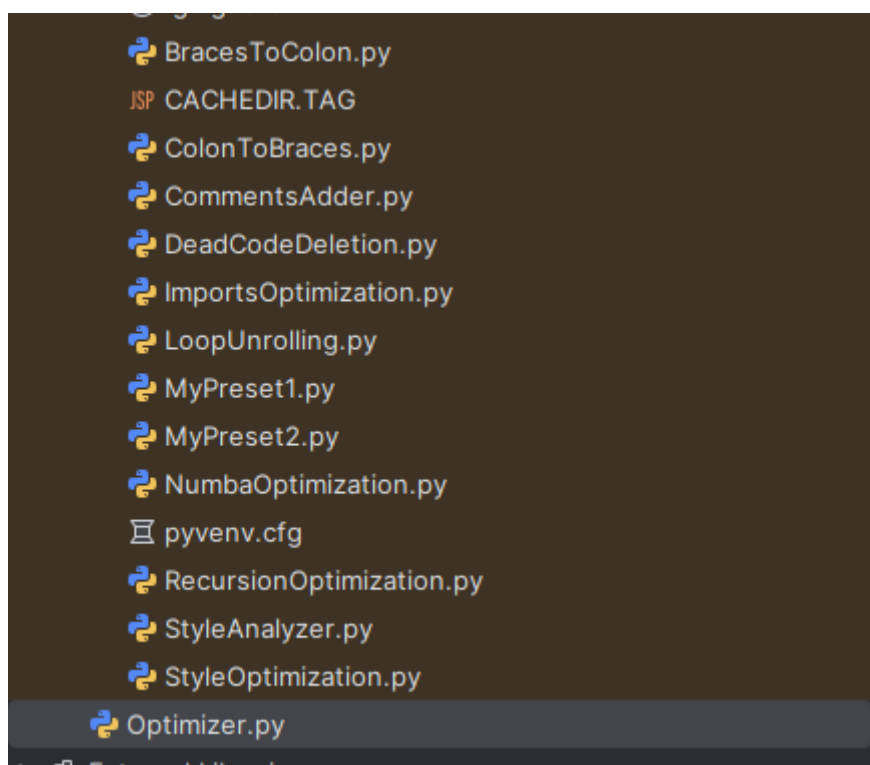 BracesToColon.py
JSP CACHEDIR.TAG
ColonToBraces.py
CommentsAdder.py
DeadCodeDeletion.py
ImportsOptimization.py
LoopUnrolling.py
MyPreset1.py
MyPreset2.py
NumbaOptimization.py
pyvenv.cfg
RecursionOptimization.py
StyleAnalyzer.py
StyleOptimization.py
Optimizer.py